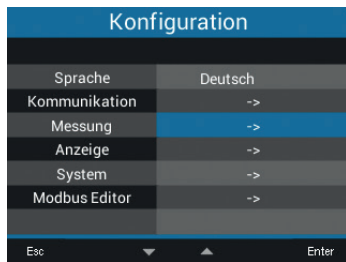 Konfiguration
Sprache Deutsch
Kommunikation ->
Messung ->
Anzeige ->
System ->
Modbus Editor ->
Esc ▼ ▲ Enter